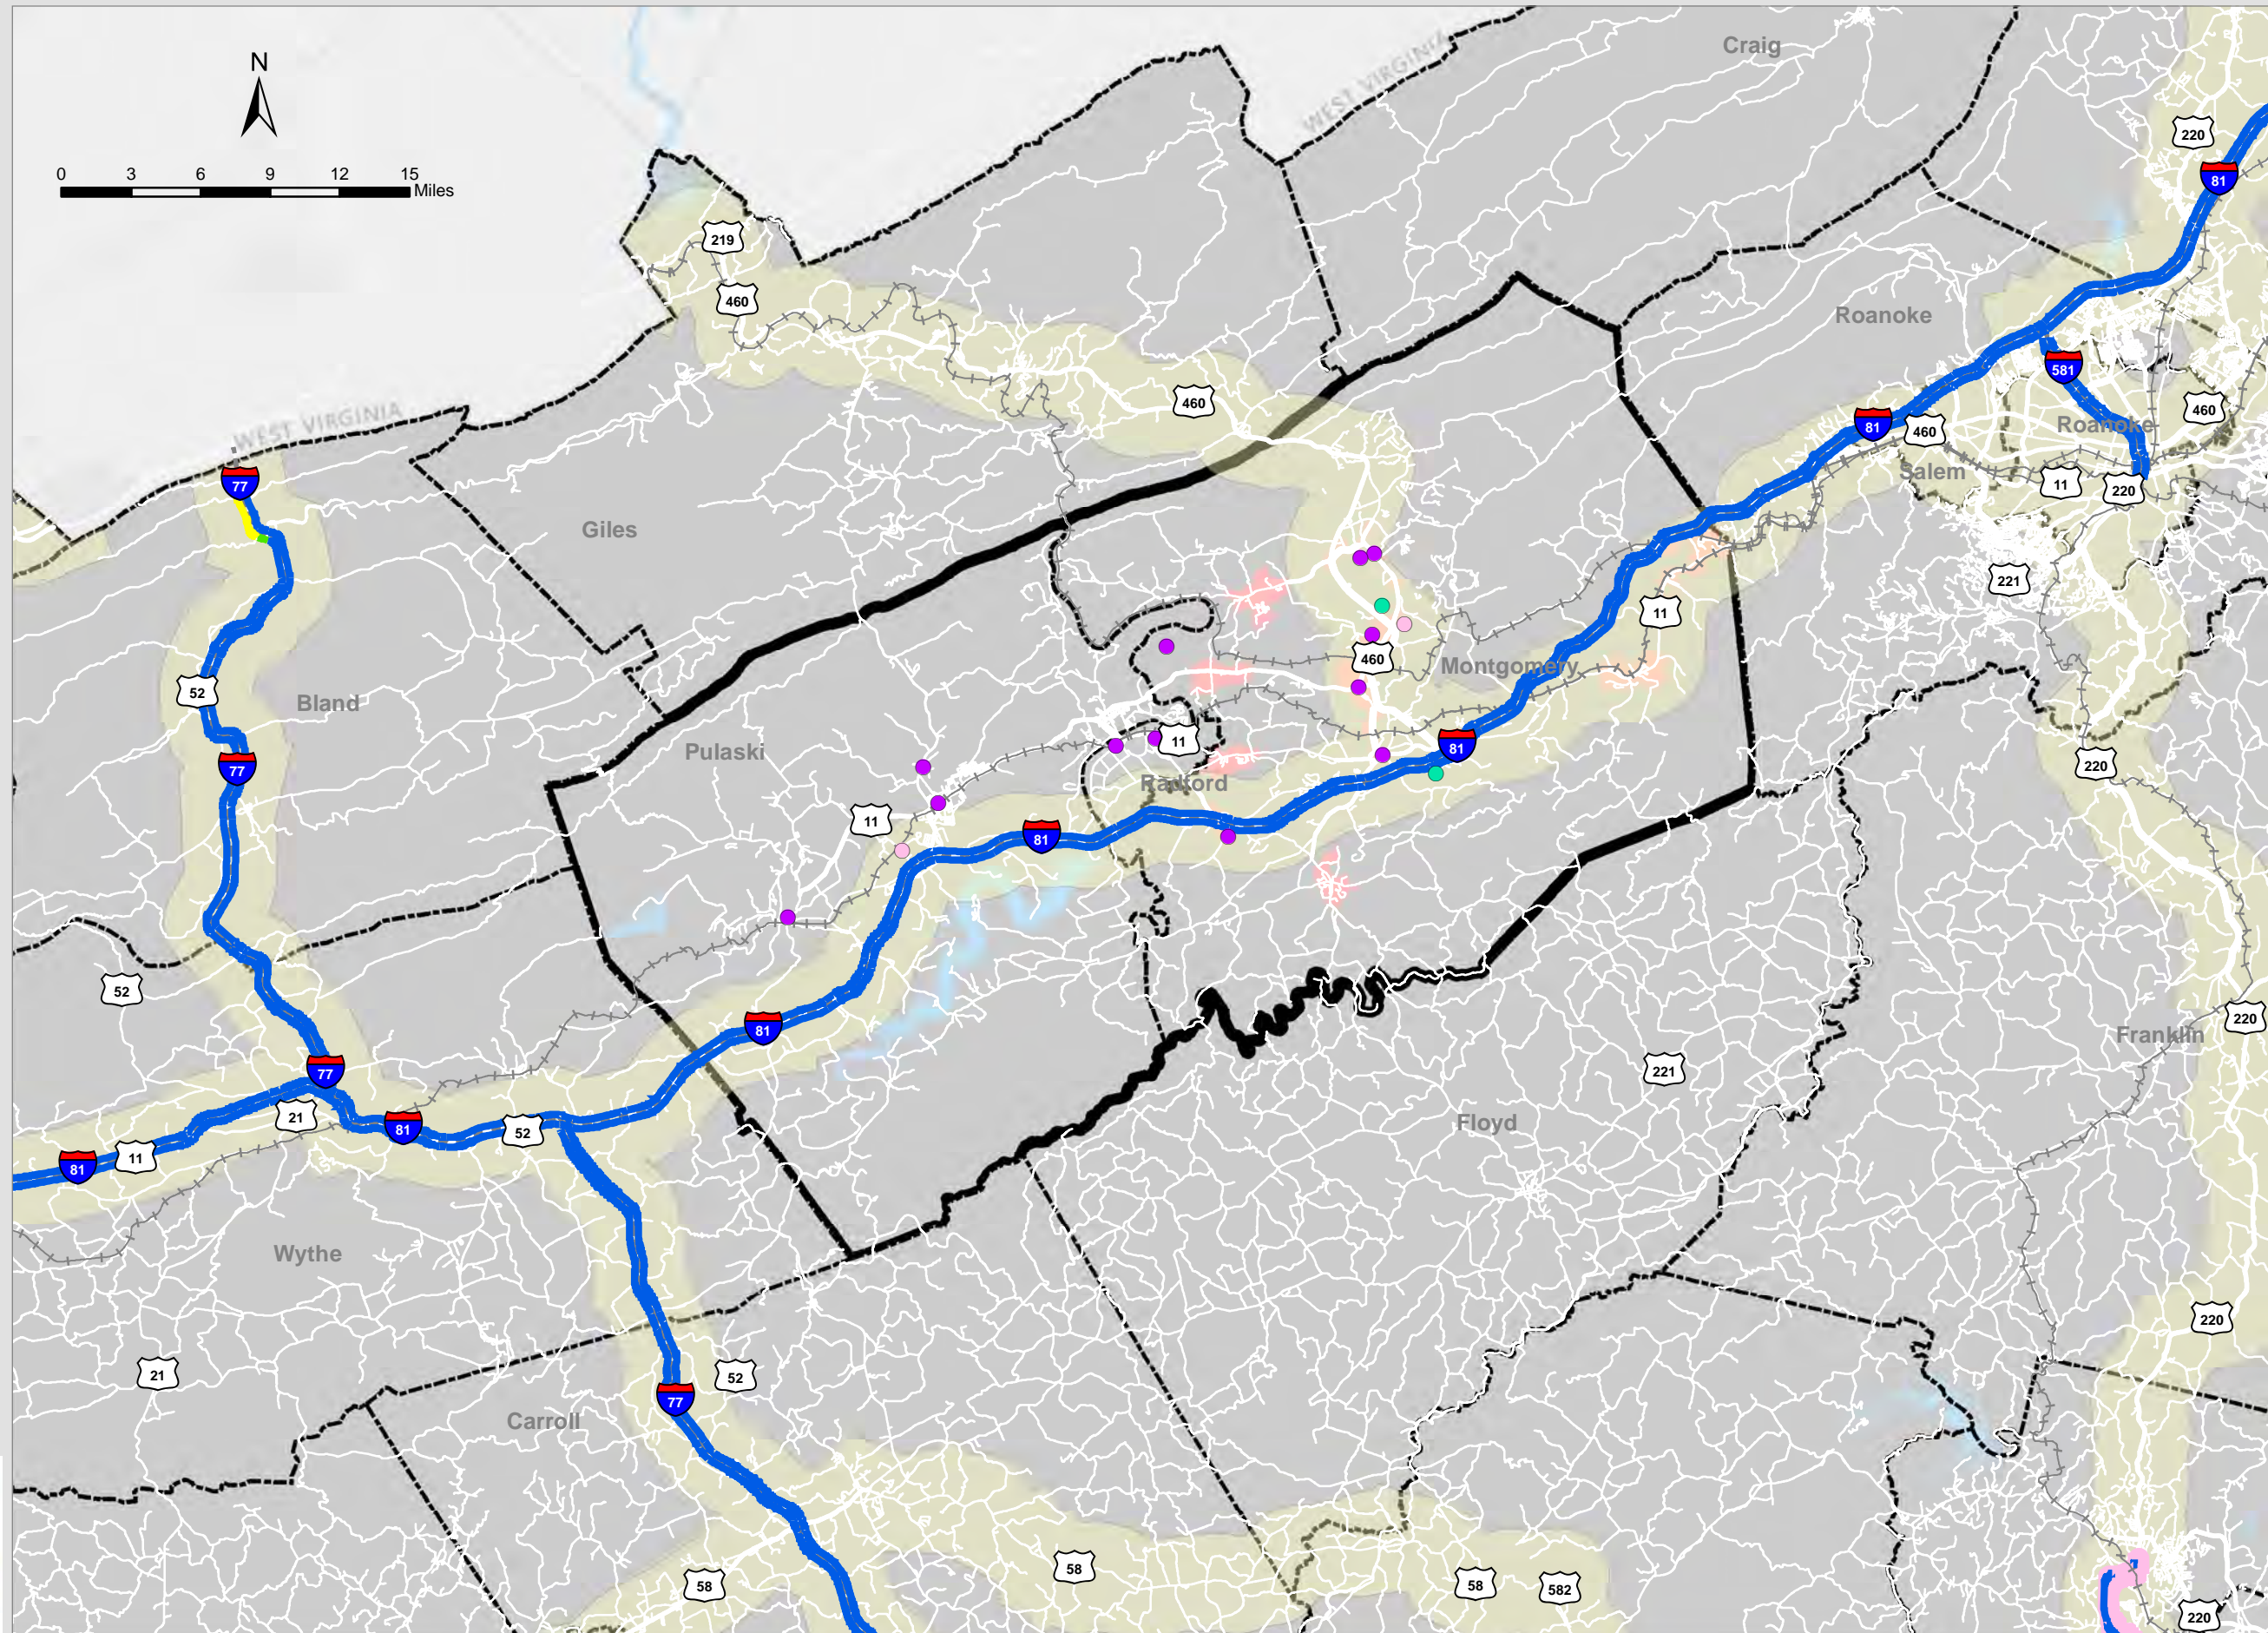 Craig
N
WEST VIRGINIA
220
81
0 3 6 9 12 15
Miles
219
460
Roanoke
581
460
460
Roanoke
81
460
WEST VIRGINIA
Salem
11
220
77
Giles
221
11
460
Montgomery
52
Bland
Pulaski
11
81
77
220
Radford
11
81
52
220
81
Franklin
77
221
21
81
52
Floyd
11
81
Wythe
220
21
52
77
Carroll
58
58
58
582
220